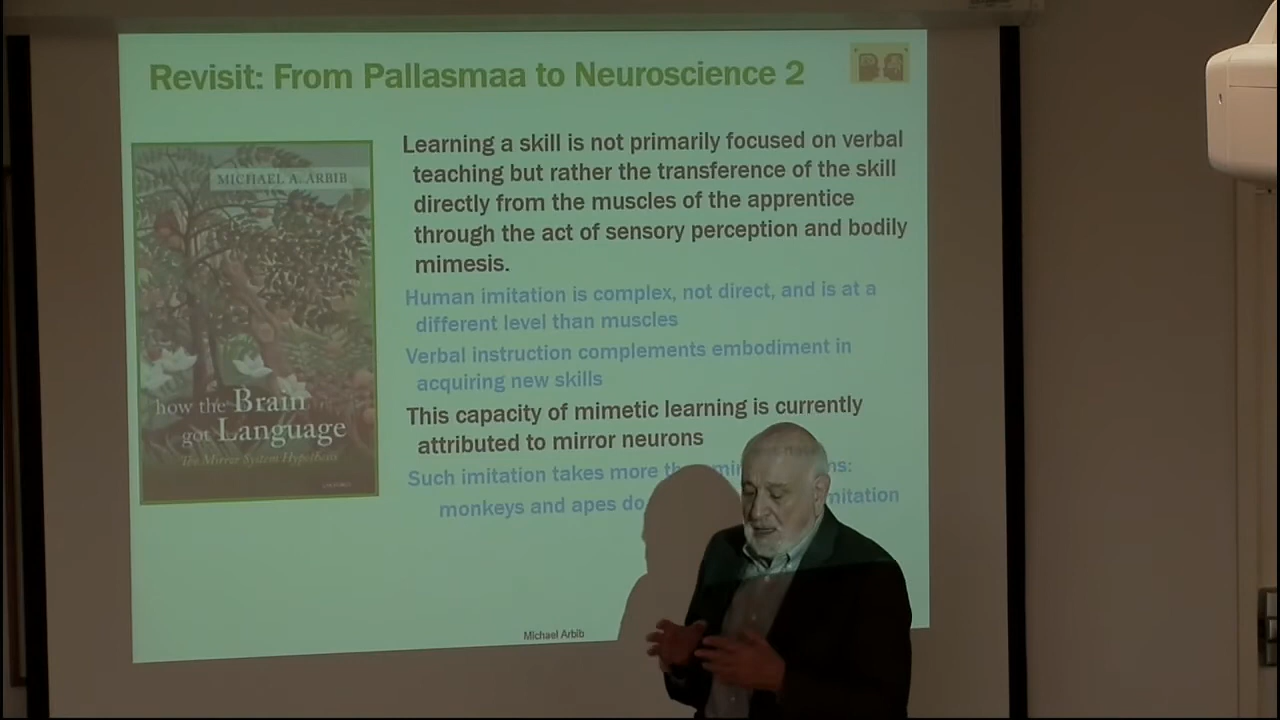 Revisit: From Pallasmaa to Neuroscience 2
MICHAEL A. ARBIB
how the Brain
got Language
The Mirror System Hypothesis
Learning a skill is not primarily focused on verbal
teaching but rather the transference of the skill
directly from the muscles of the apprentice
through the act of sensory perception and bodily
mimesis.
Human imitation is complex, not direct, and is at a
different level than muscles
Verbal instruction complements embodiment in
acquiring new skills
This capacity of mimetic learning is currently
attributed to mirror neurons
Such imitation takes more
monkeys and apes do
Michael Arbib